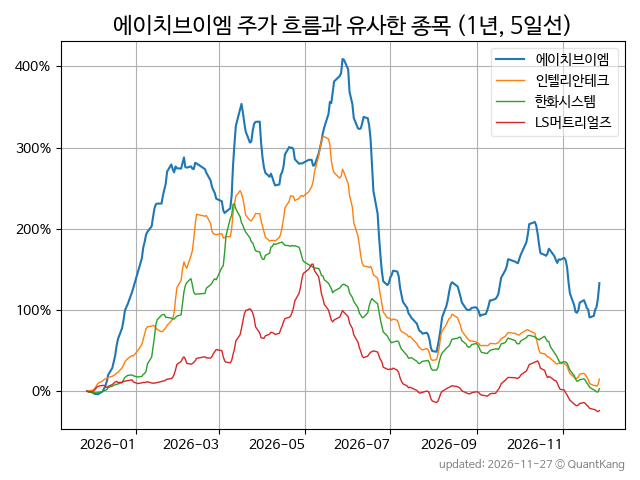 에이치브이엠 주가 흐름과 유사한 종목 (1년, 5일선)
에이치브이엠
인텔리안테크
한화시스템
LS머트리얼즈
400%
300%
200%
100%
0%
2026-01
2026-03
2026-05
2026-07
2026-09
2026-11
updated: 2026-11-27 © QuantKang